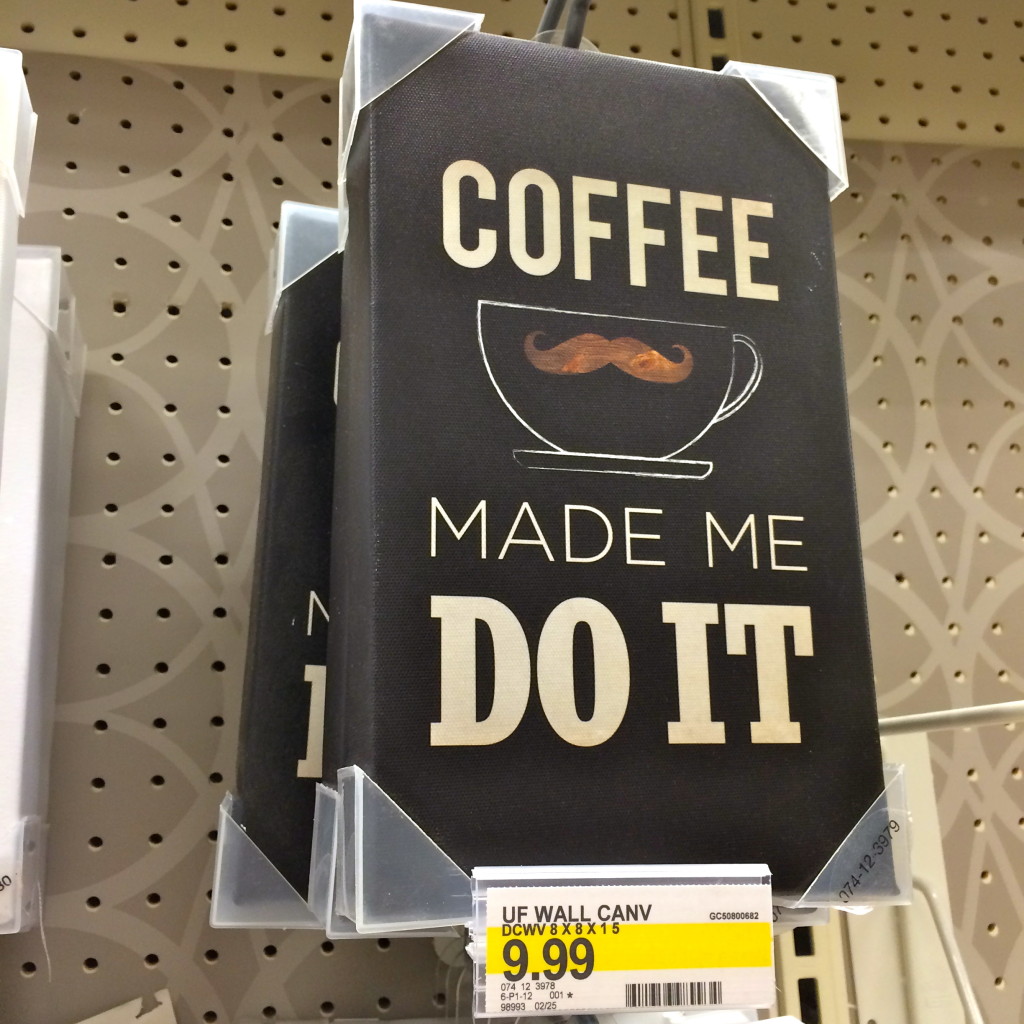 COFFEE
MADE ME
DO IT
074-12-3979
UF WALL CANV GC50800682
DCWV 8 X 8 X 1 5
9.99
074 12 3978
6-P1-12 001 *
98993 02/25